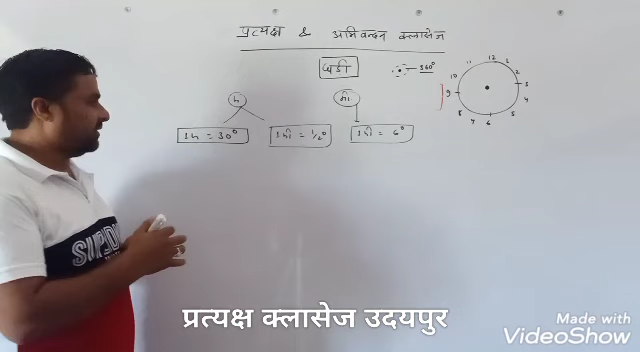 प्रत्यक्ष & अभिनन्दन क्लासेज
घडी
360°
h
मी
1h = 30°
1मी = 1/2°
1मी = 6°
12
1
2
3
4
5
6
7
8
9
10
11
SUPDU
प्रत्यक्ष क्लासेज उदयपुर
Made with
VideoShow